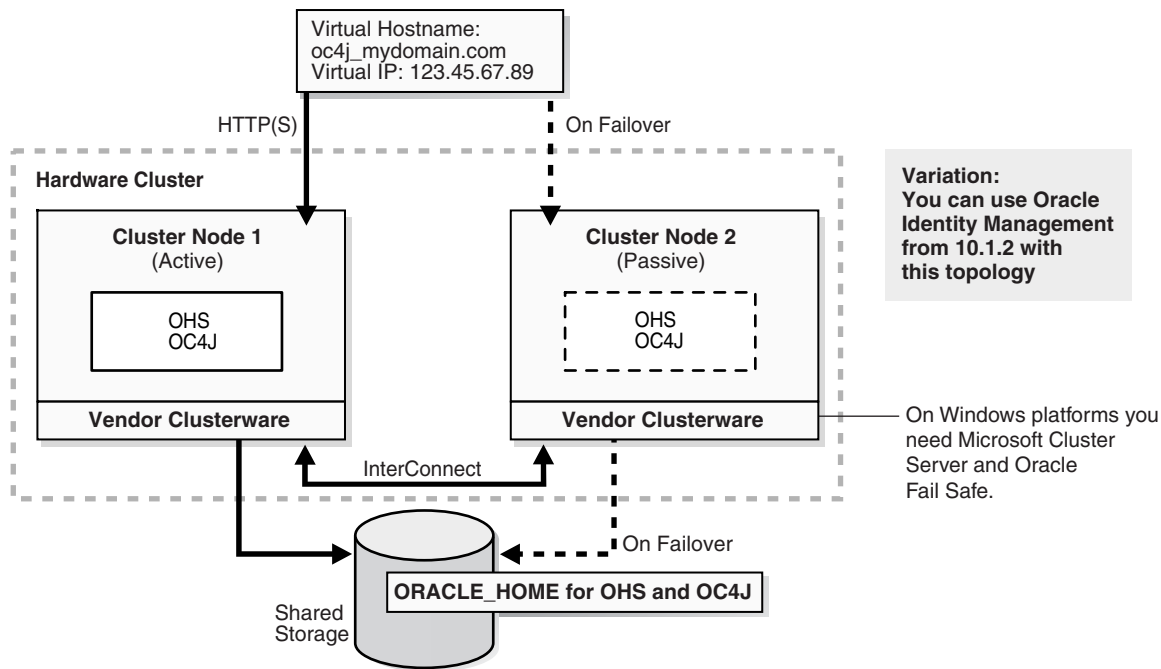 Virtual Hostname:
oc4j_mydomain.com
Virtual IP: 123.45.67.89
HTTP(S)
On Failover
Hardware Cluster
Cluster Node 1
(Active)
OHS
OC4J
Vendor Clusterware
Cluster Node 2
(Passive)
OHS
OC4J
Vendor Clusterware
Variation:
You can use Oracle
Identity Management
from 10.1.2 with
this topology
On Windows platforms you
need Microsoft Cluster
Server and Oracle
Fail Safe.
InterConnect
On Failover
ORACLE_HOME for OHS and OC4J
Shared
Storage